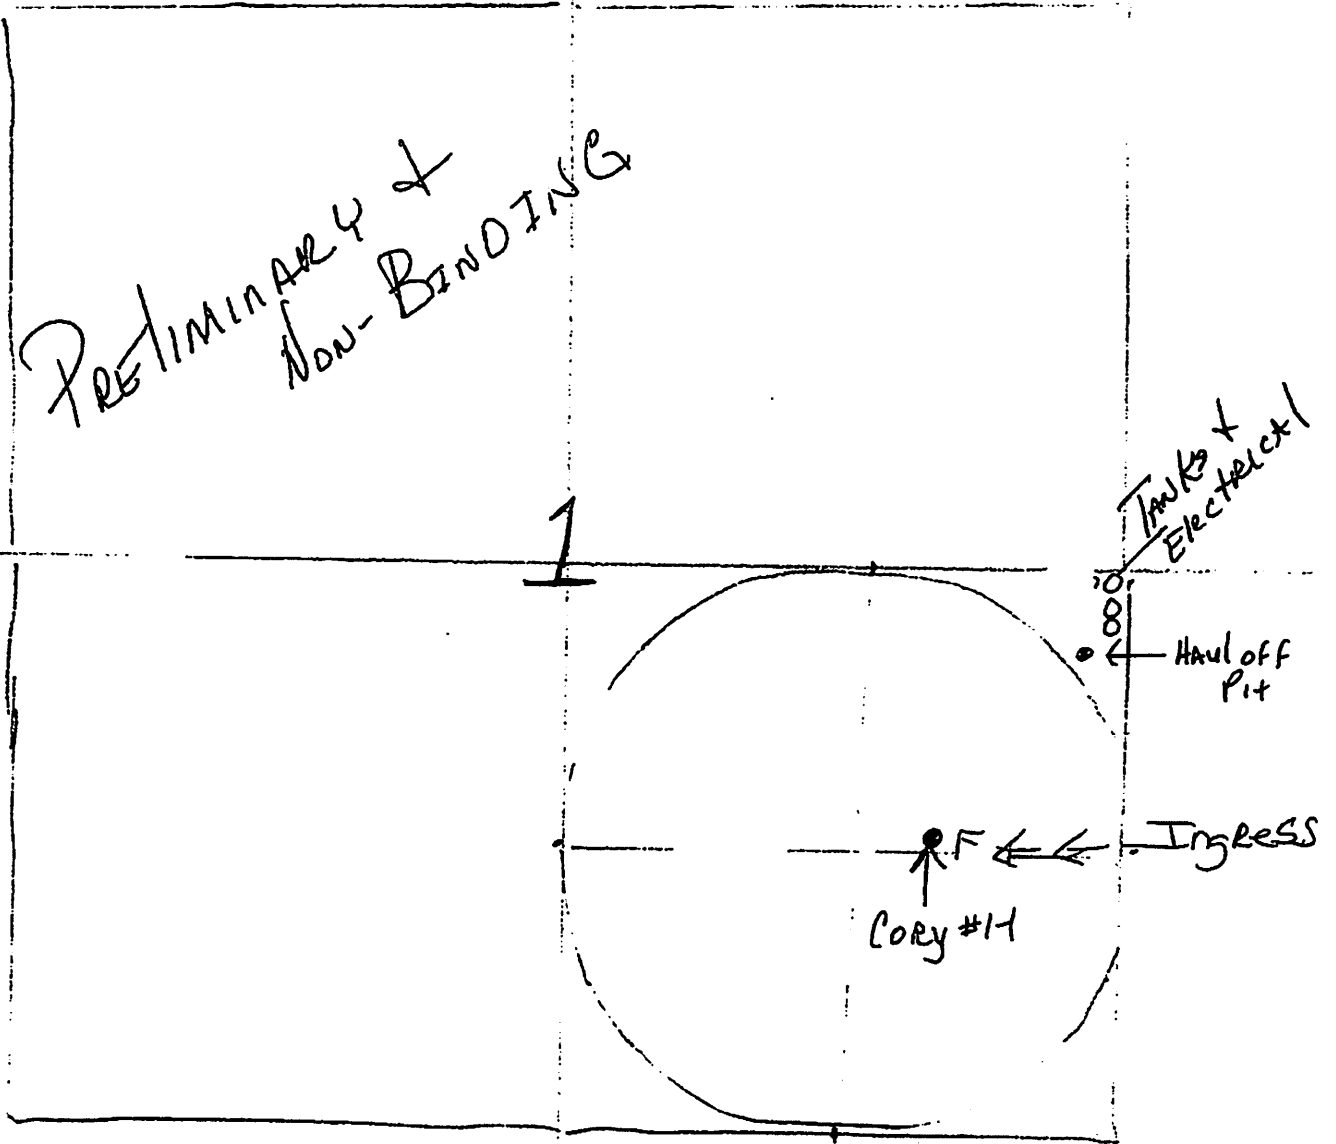 PRELIMINARY &
NON-BINDING
1
TANKS &
Electrical
HAUl OFF
Pit
F
Ingress
Cory #1-1